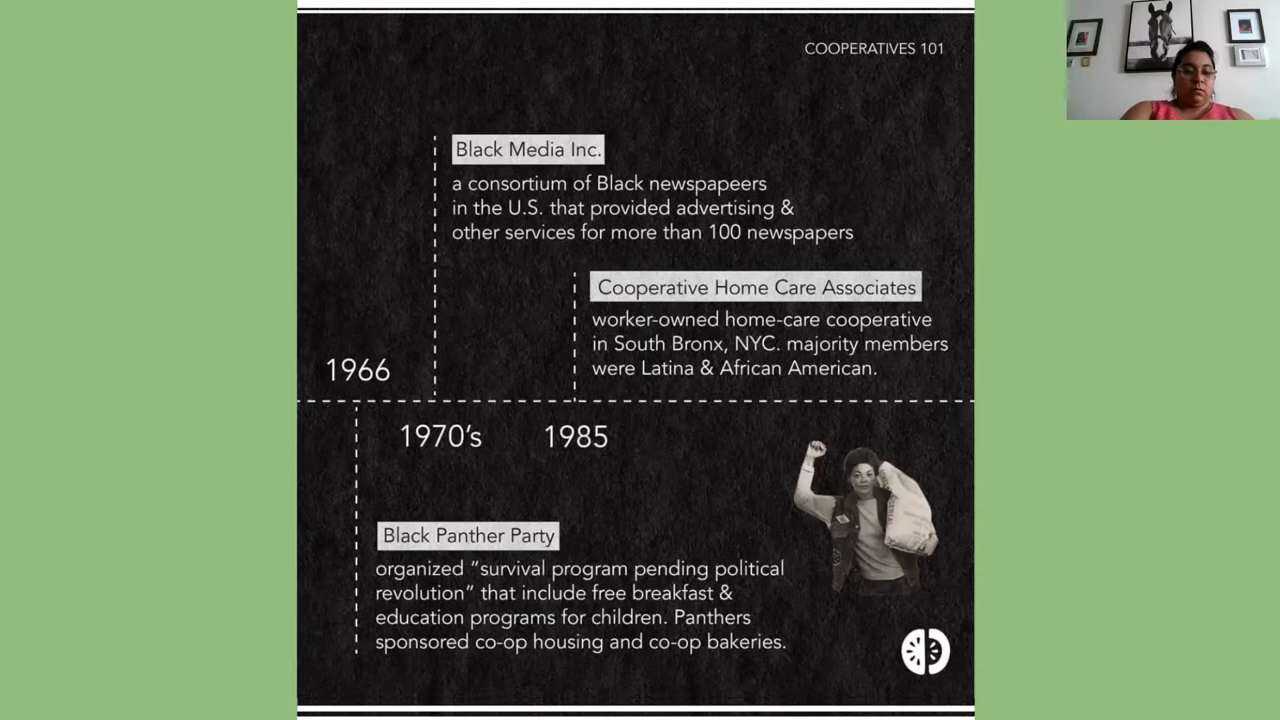 COOPERATIVES 101
Black Media Inc.
a consortium of Black newspapeers
in the U.S. that provided advertising &
other services for more than 100 newspapers
Cooperative Home Care Associates
worker-owned home-care cooperative
in South Bronx, NYC. majority members
were Latina & African American.
1966
1970's
1985
Black Panther Party
organized “survival program pending political
revolution” that include free breakfast &
education programs for children. Panthers
sponsored co-op housing and co-op bakeries.